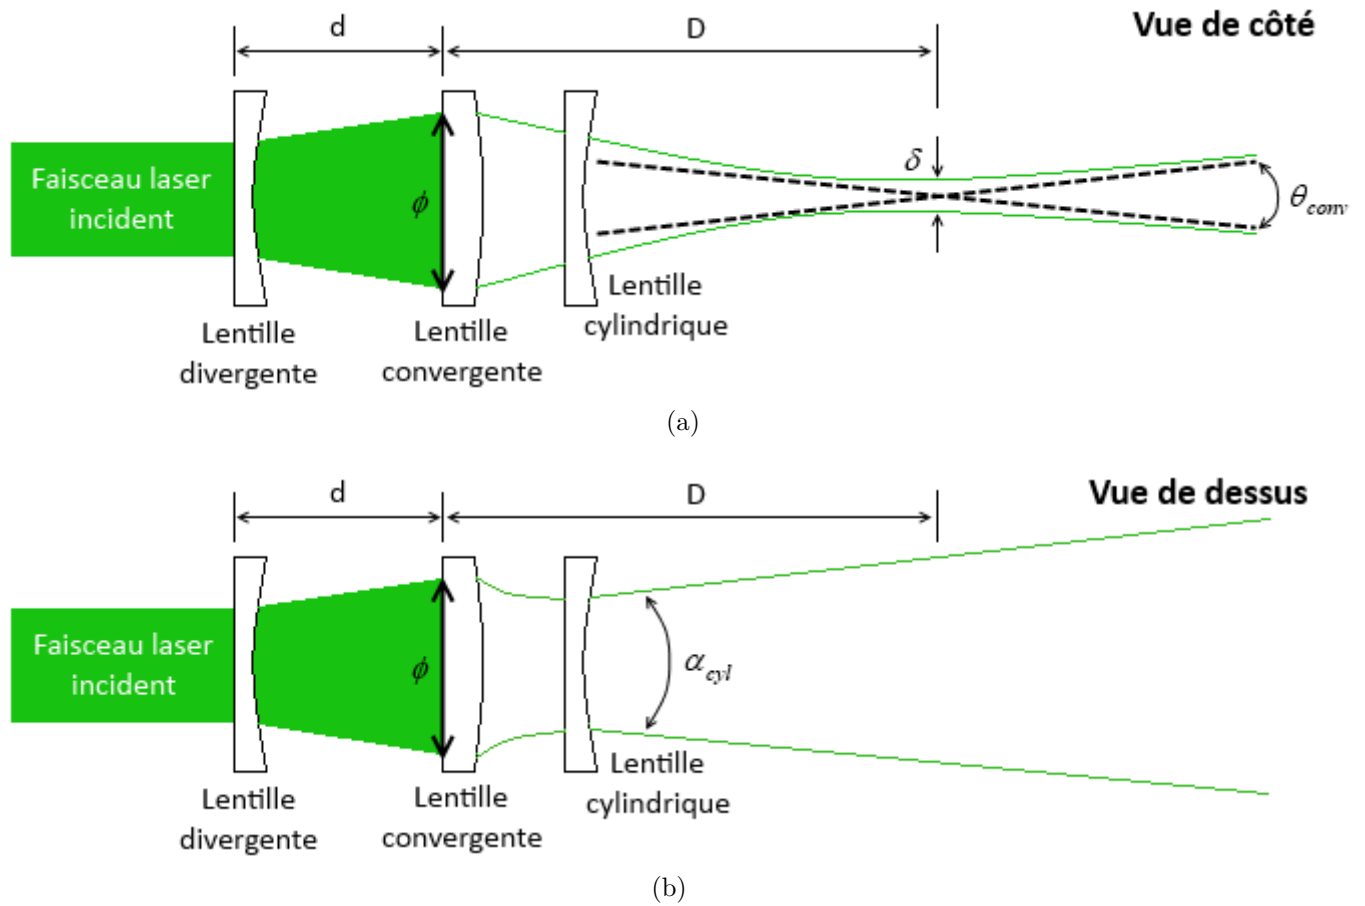 d
D
Vue de côté
Faisceau laser
incident
ϕ
δ
θconv
Lentille
cylindrique
Lentille
divergente
Lentille
convergente
(a)
d
D
Vue de dessus
Faisceau laser
incident
ϕ
αcyl
Lentille
cylindrique
Lentille
divergente
Lentille
convergente
(b)